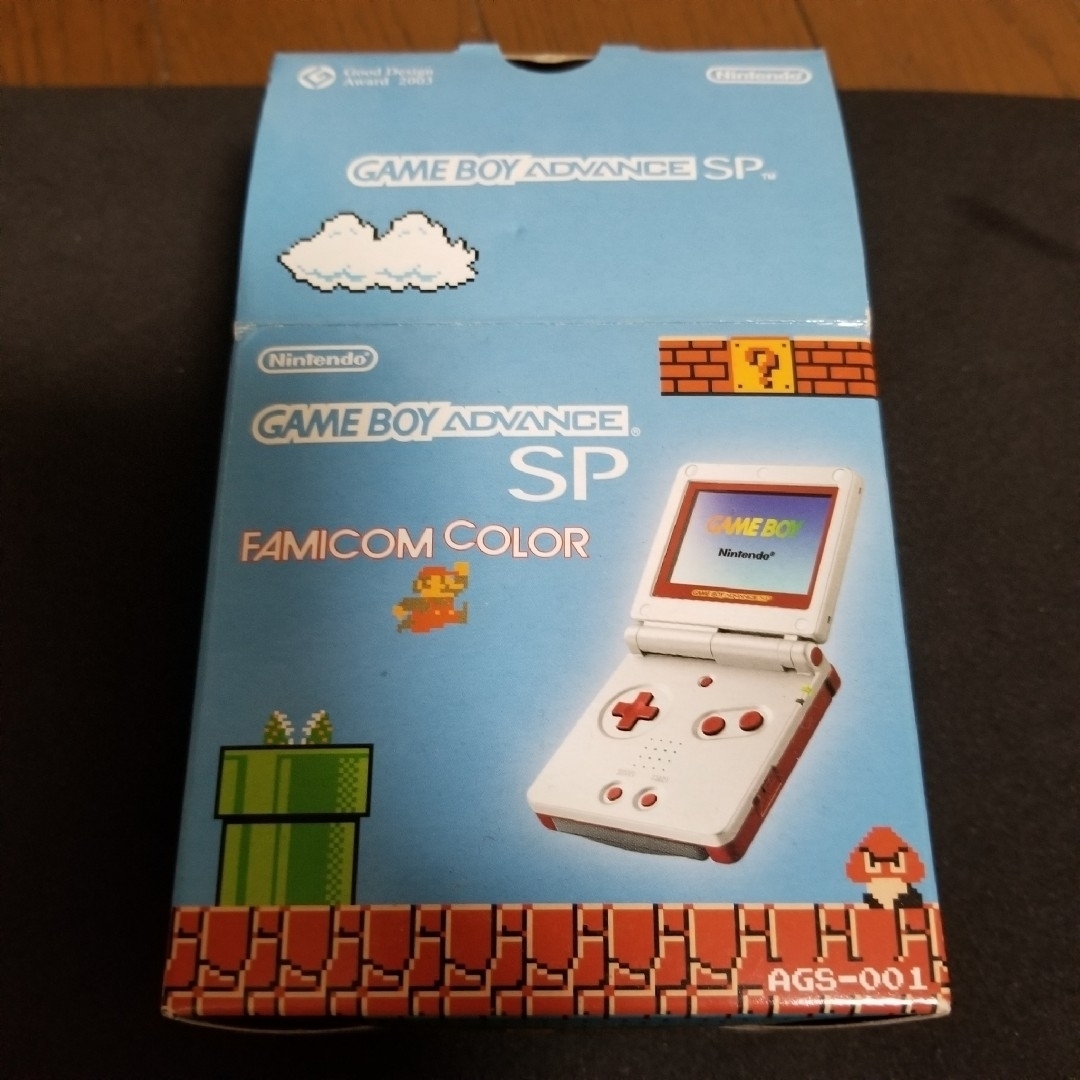 Good Design
Award 2003
Nintendo
GAME BOY ADVANCE SP™
Nintendo®
?
GAME BOY ADVANCE®
SP
FAMICOM COLOR
GAME BOY
Nintendo®
GAME BOY ADVANCE SP
AGS-001